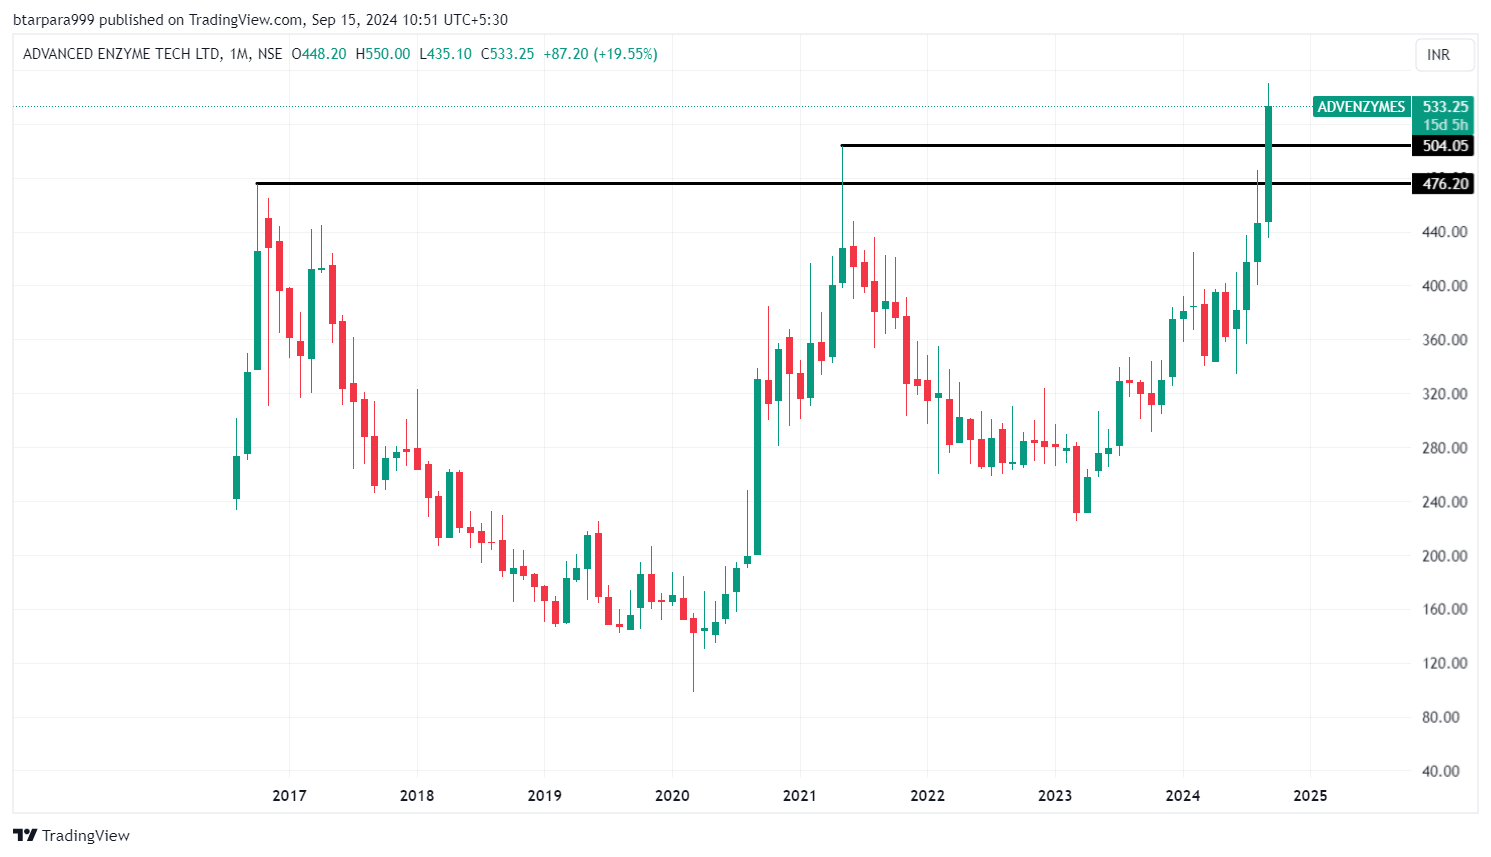 btarpara999 published on TradingView.com, Sep 15, 2024 10:51 UTC+5:30
ADVANCED ENZYME TECH LTD, 1M, NSE O448.20 H550.00 L435.10 C533.25 +87.20 (+19.55%)
INR
ADVENZYMES 533.25
15d 5h
504.05
476.20
440.00
400.00
360.00
320.00
280.00
240.00
200.00
160.00
120.00
80.00
40.00
2017 2018 2019 2020 2021 2022 2023 2024 2025
TradingView